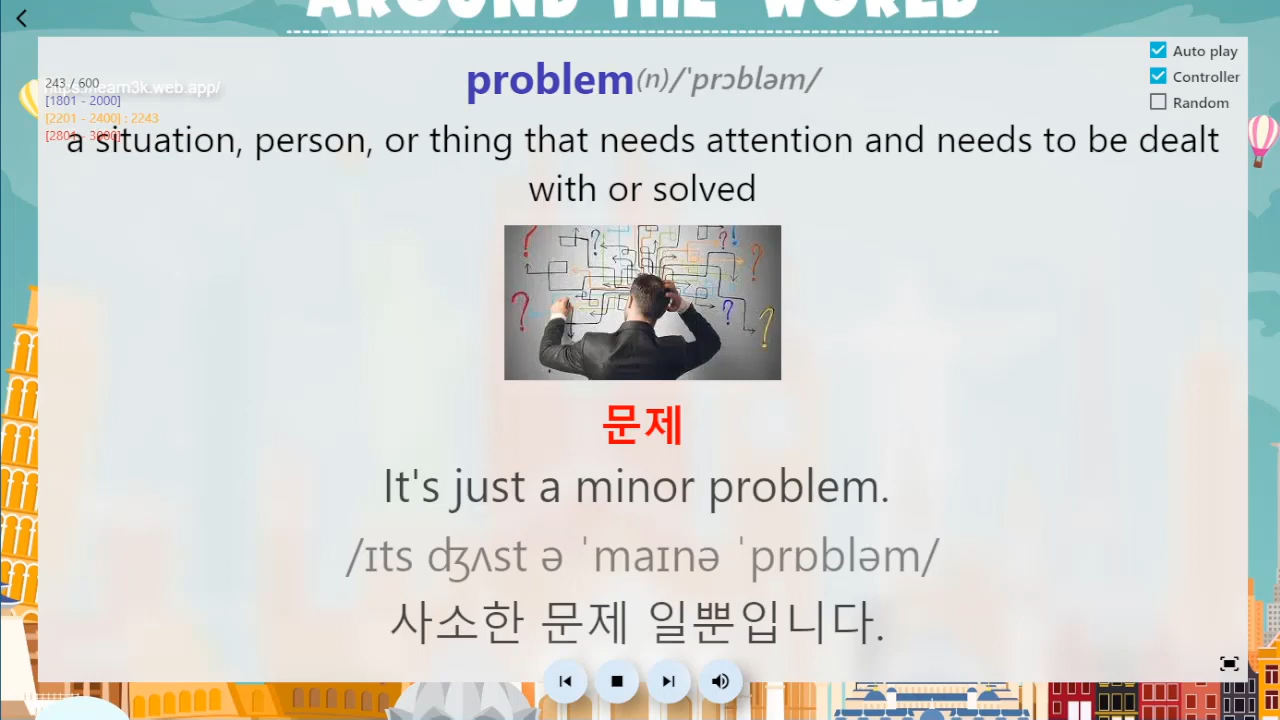 AROUND THE WORLD
243 / 600
https://learn3k.web.app/
[1801 - 2000]
[2201 - 2400] : 2243
[2801 - 3000]
Auto play
Controller
Random
problem(n)/'prɔbləm/
a situation, person, or thing that needs attention and needs to be dealt
with or solved
문제
It's just a minor problem.
/ɪts ʤʌst ə ˈmaɪnə ˈprɒbləm/
사소한 문제 일뿐입니다.